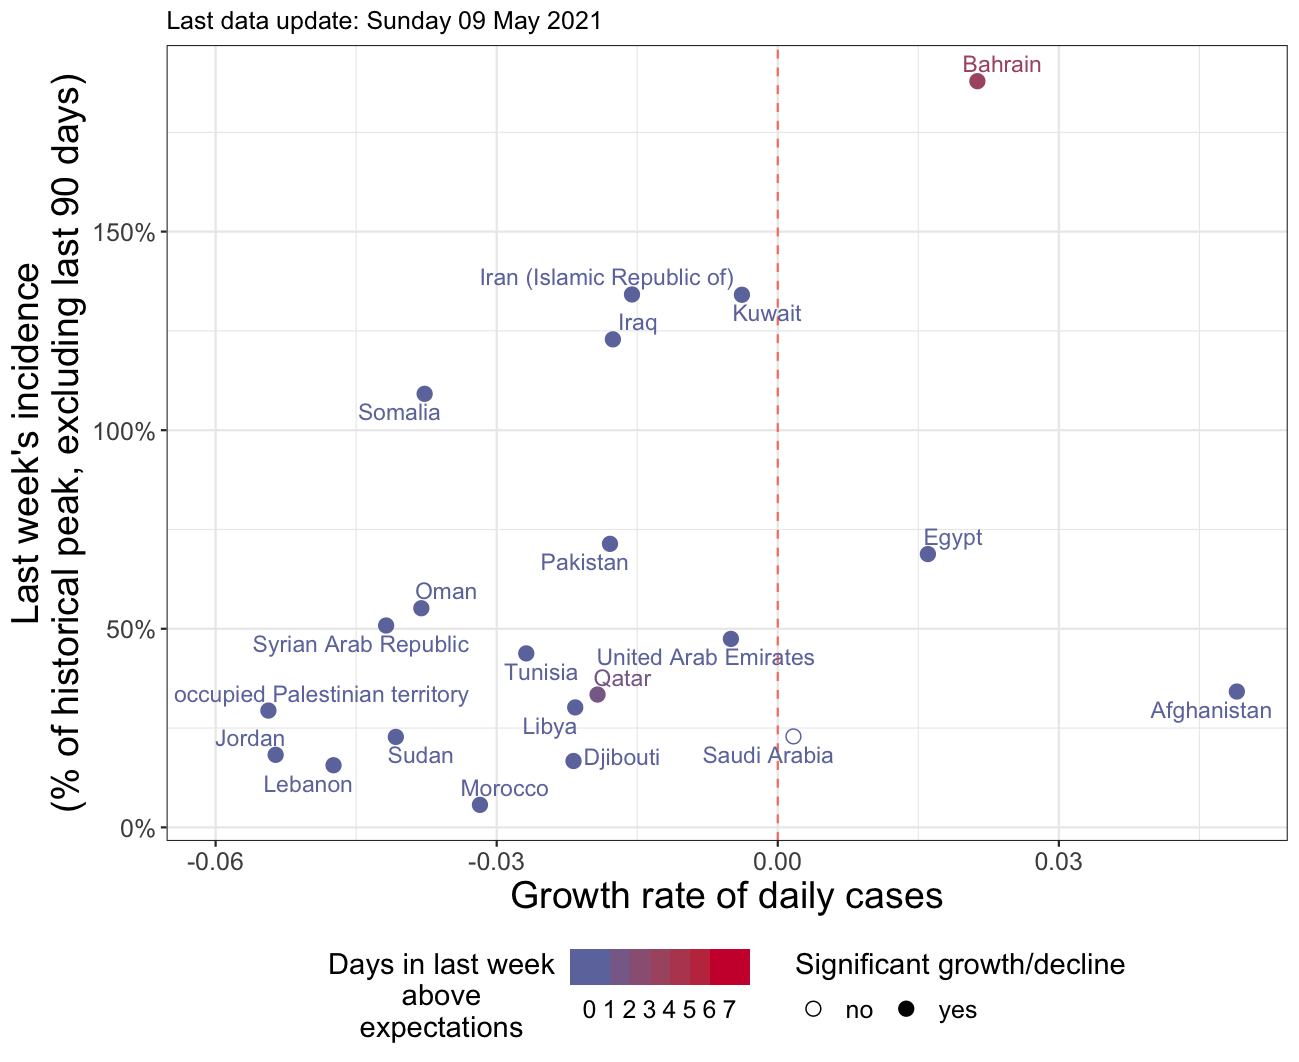 Last data update: Sunday 09 May 2021
Last week's incidence
(% of historical peak, excluding last 90 days)
150%
100%
50%
0%
Bahrain
Iran (Islamic Republic of)
Kuwait
Iraq
Somalia
Egypt
Pakistan
Oman
Syrian Arab Republic
United Arab Emirates
Tunisia
Qatar
occupied Palestinian territory
Afghanistan
Libya
Jordan
Sudan
Djibouti
Saudi Arabia
Lebanon
Morocco
-0.06
-0.03
0.00
0.03
Growth rate of daily cases
Days in last week
above
expectations
0 1 2 3 4 5 6 7
Significant growth/decline
no
yes